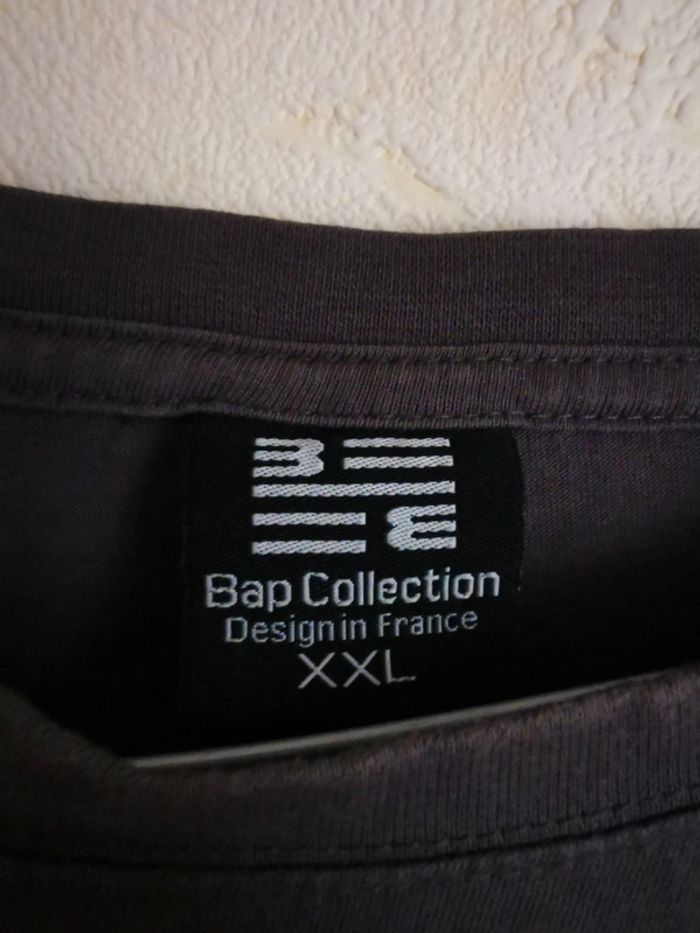 Bap Collection
Design in France
XXL